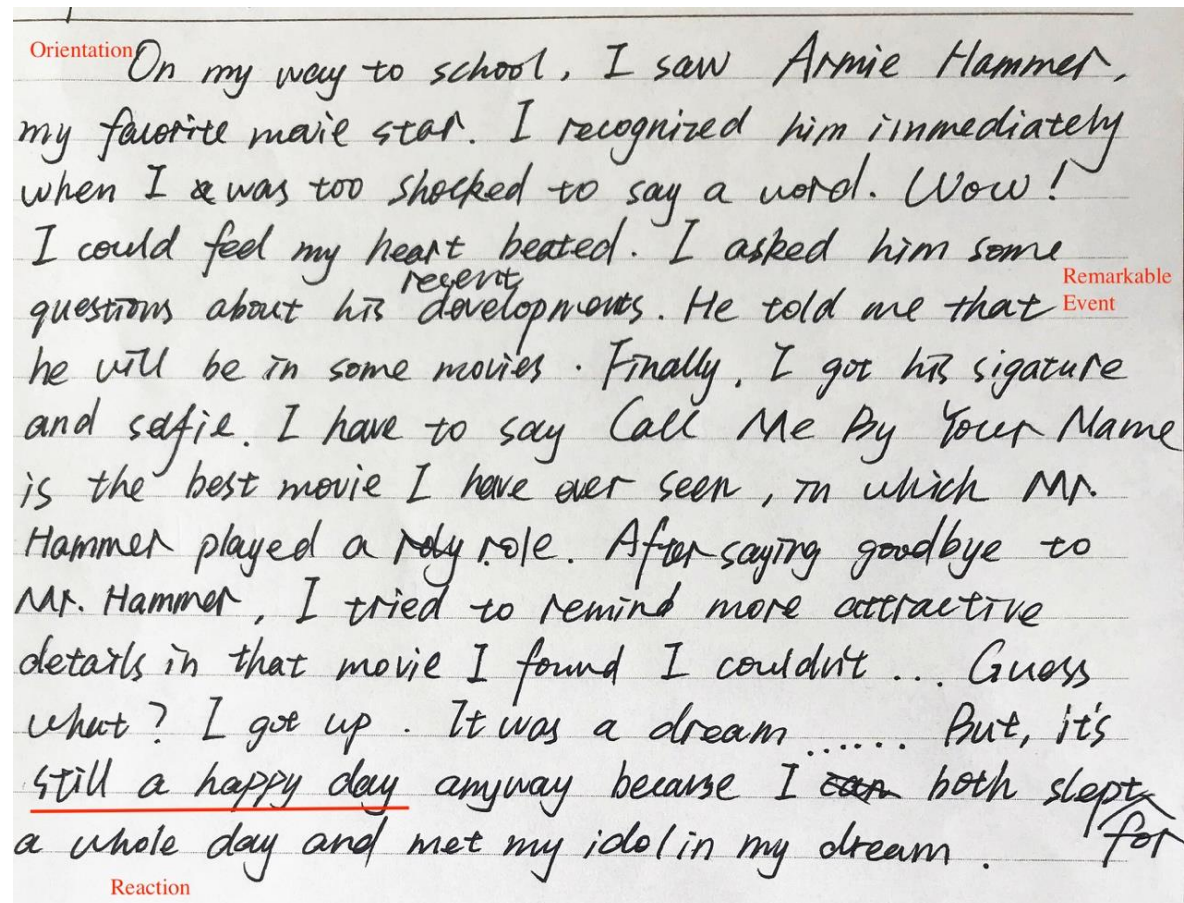 Orientation On my way to school, I saw Armie Hammer,
my favorite movie star. I recognized him immediately
when I was too shocked to say a word. Wow!
I could feel my heart beated. I asked him some
recent
questions about his developments. He told me that
Remarkable Event
he will be in some movies. Finally, I got his sigature
and selfie. I have to say Call Me By Your Name
is the best movie I have ever seen, in which Mr.
Hammer played a role. After saying goodbye to
Mr. Hammer, I tried to remind more attractive
details in that movie I found I couldn't ... Guess
what? I got up. It was a dream ...... But, it's
still a happy day anyway because I can both slept
for
a whole day and met my idol in my dream.
Reaction